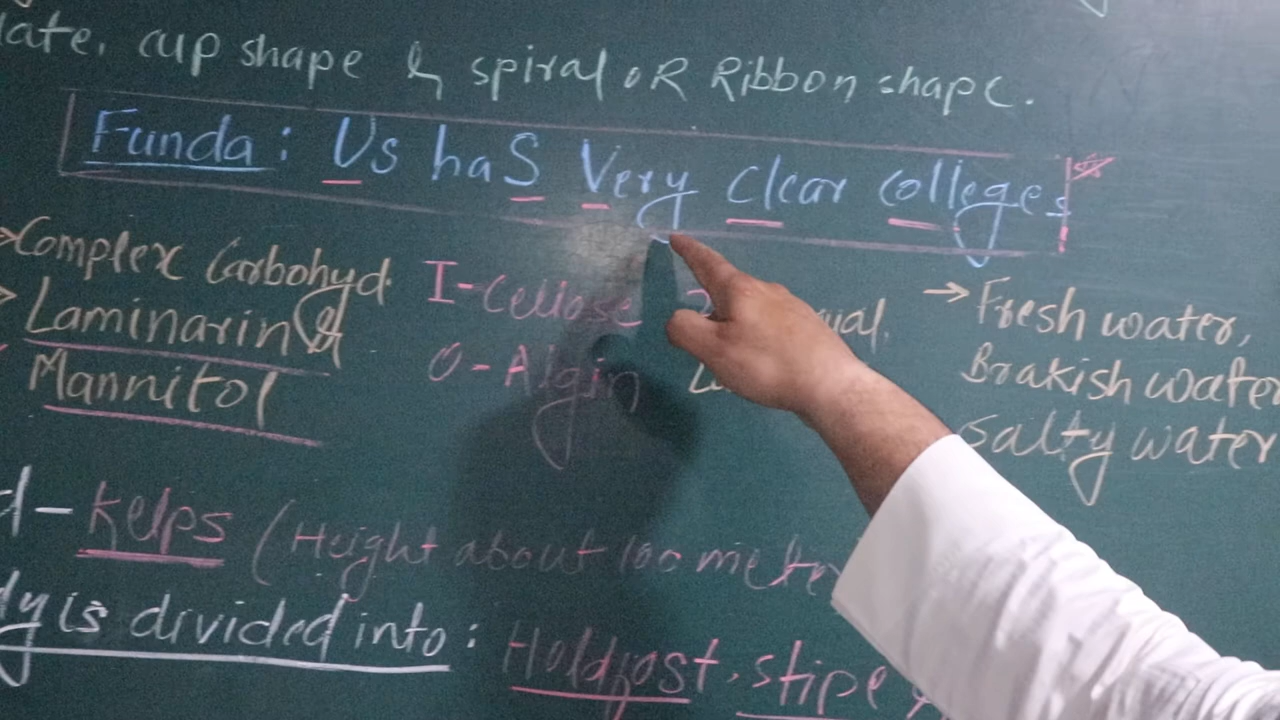 late, cup shape & spiral OR Ribbon shape.
Funda: Us haS Very Clear colleges
→Complex Carbohyd.
→Laminarin &
Mannitol
I-Cellose
O-Algin
→Fresh water,
Brakish water
Salty water
d-Kelps (Height about 100 meter
dy is divided into: Holdfast, stipe &